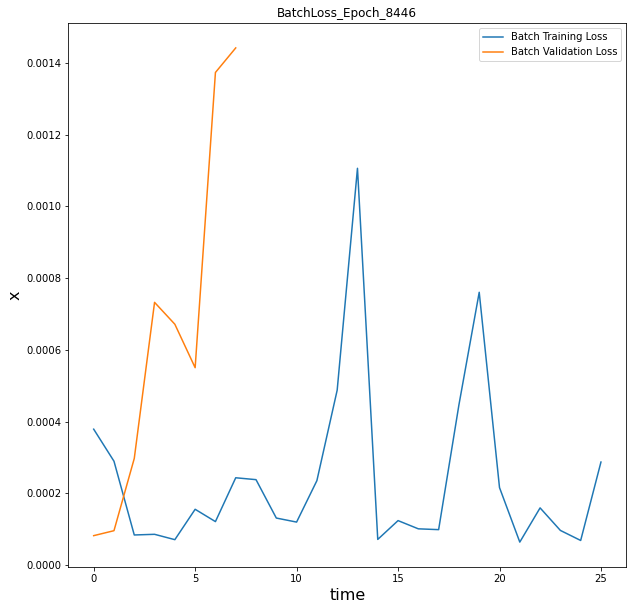 BatchLoss_Epoch_8446
Batch Training Loss
Batch Validation Loss
0.0014
0.0012
0.0010
0.0008
0.0006
0.0004
0.0002
0.0000
x
0 5 10 15 20 25
time